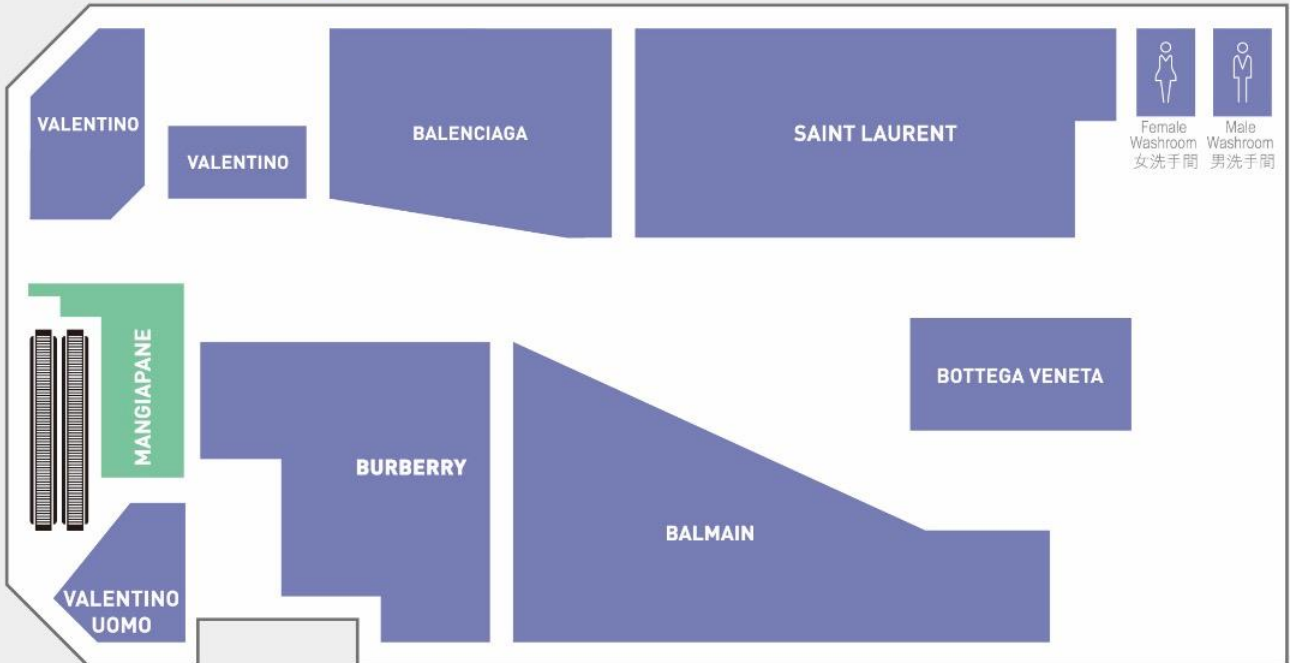 VALENTINO
VALENTINO
BALENCIAGA
SAINT LAURENT
Female
Washroom
女洗手間
Male
Washroom
男洗手間
MANGIAPANE
BOTTEGA VENETA
BURBERRY
BALMAIN
VALENTINO
UOMO